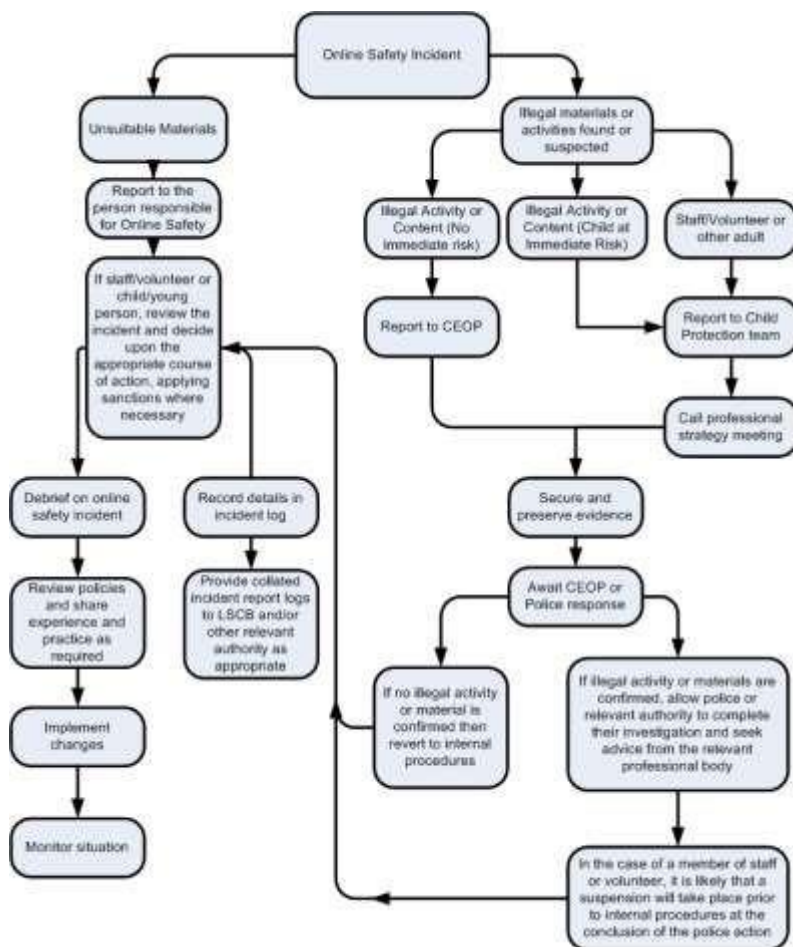 Online Safety Incident
Unsuitable Materials
Report to the
person responsible
for Online Safety
If staff/volunteer or
child/young
person, review the
incident and decide
upon the
appropriate course
of action, applying
sanctions where
necessary
Debrief on online
safety incident
Review policies
and share
experience and
practice as
required
Implement
changes
Monitor situation
Record details in
incident log
Provide collated
incident report logs
to LSCB and/or
other relevant
authority as
appropriate
Illegal materials or
activities found or
suspected
Illegal Activity or
Content (No
Immediate risk)
Illegal Activity or
Content (Child at
Immediate Risk)
Staff/Volunteer or
other adult
Report to CEOP
Report to Child
Protection team
Call professional
strategy meeting
Secure and
preserve evidence
Await CEOP or
Police response
If no illegal activity
or material is
confirmed then
revert to internal
procedures
If illegal activity or materials are
confirmed, allow police or
relevant authority to complete
their investigation and seek
advice from the relevant
professional body
In the case of a member of staff
or volunteer, it is likely that a
suspension will take place prior
to internal procedures at the
conclusion of the police action